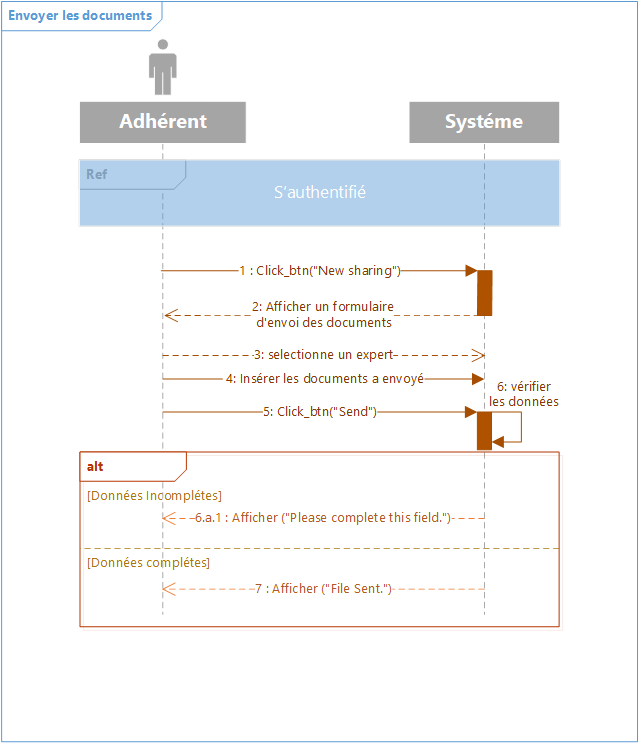 Envoyer les documents
Adhérent
Systéme
Ref
S'authentifié
1 : Click_btn("New sharing")
2: Afficher un formulaire
d'envoi des documents
3: selectionne un expert
4: Insérer les documents a envoyé
6: vérifier
les données
5: Click_btn("Send")
alt
[Données Incomplétes]
6.a.1 : Afficher ("Please complete this field.")
[Données complétes]
7 : Afficher ("File Sent.")